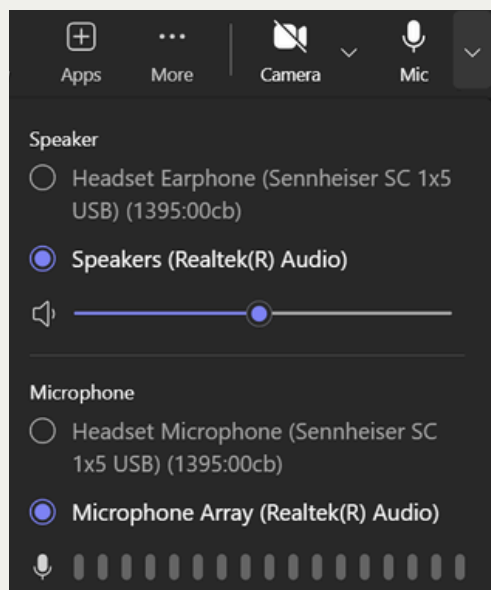 Apps More Camera Mic
Speaker
Headset Earphone (Sennheiser SC 1x5
USB) (1395:00cb)
Speakers (Realtek(R) Audio)
Microphone
Headset Microphone (Sennheiser SC
1x5 USB) (1395:00cb)
Microphone Array (Realtek(R) Audio)